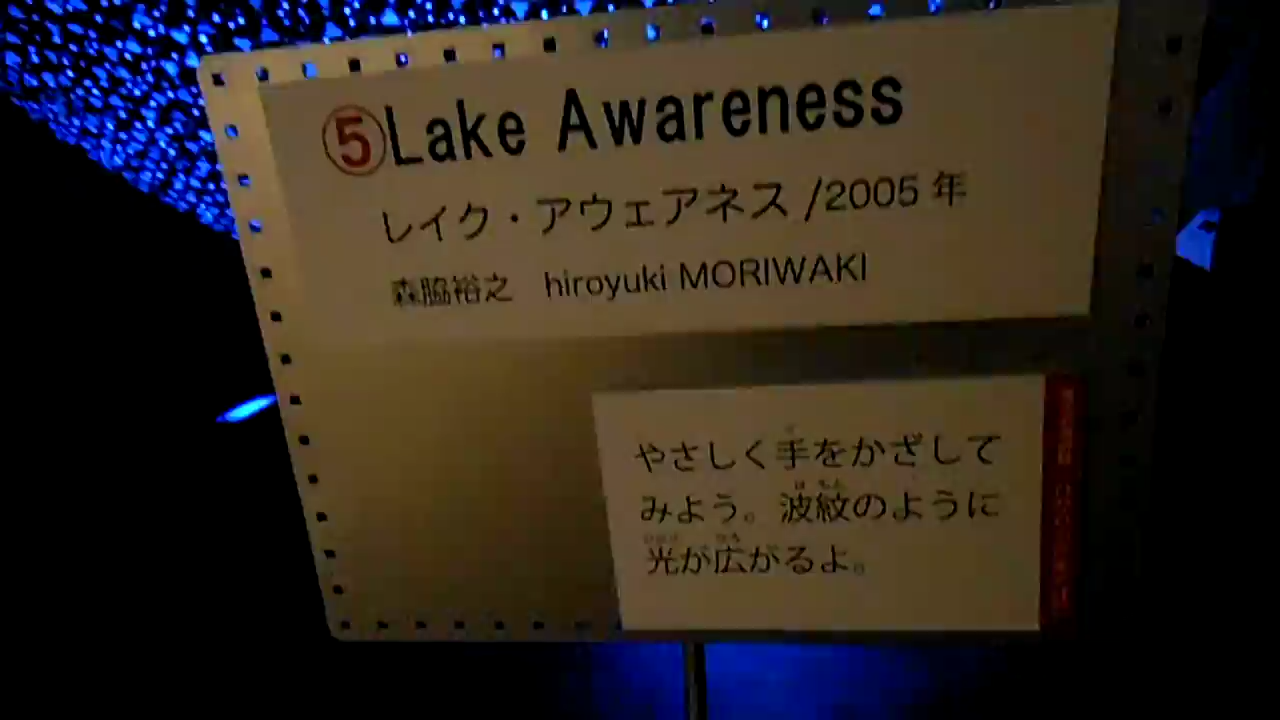 ⑤Lake Awareness
レイク・アウェアネス /2005 年
森脇裕之 hiroyuki MORIWAKI
やさしく手をかざして
みよう。波紋のように
光が広がるよ。